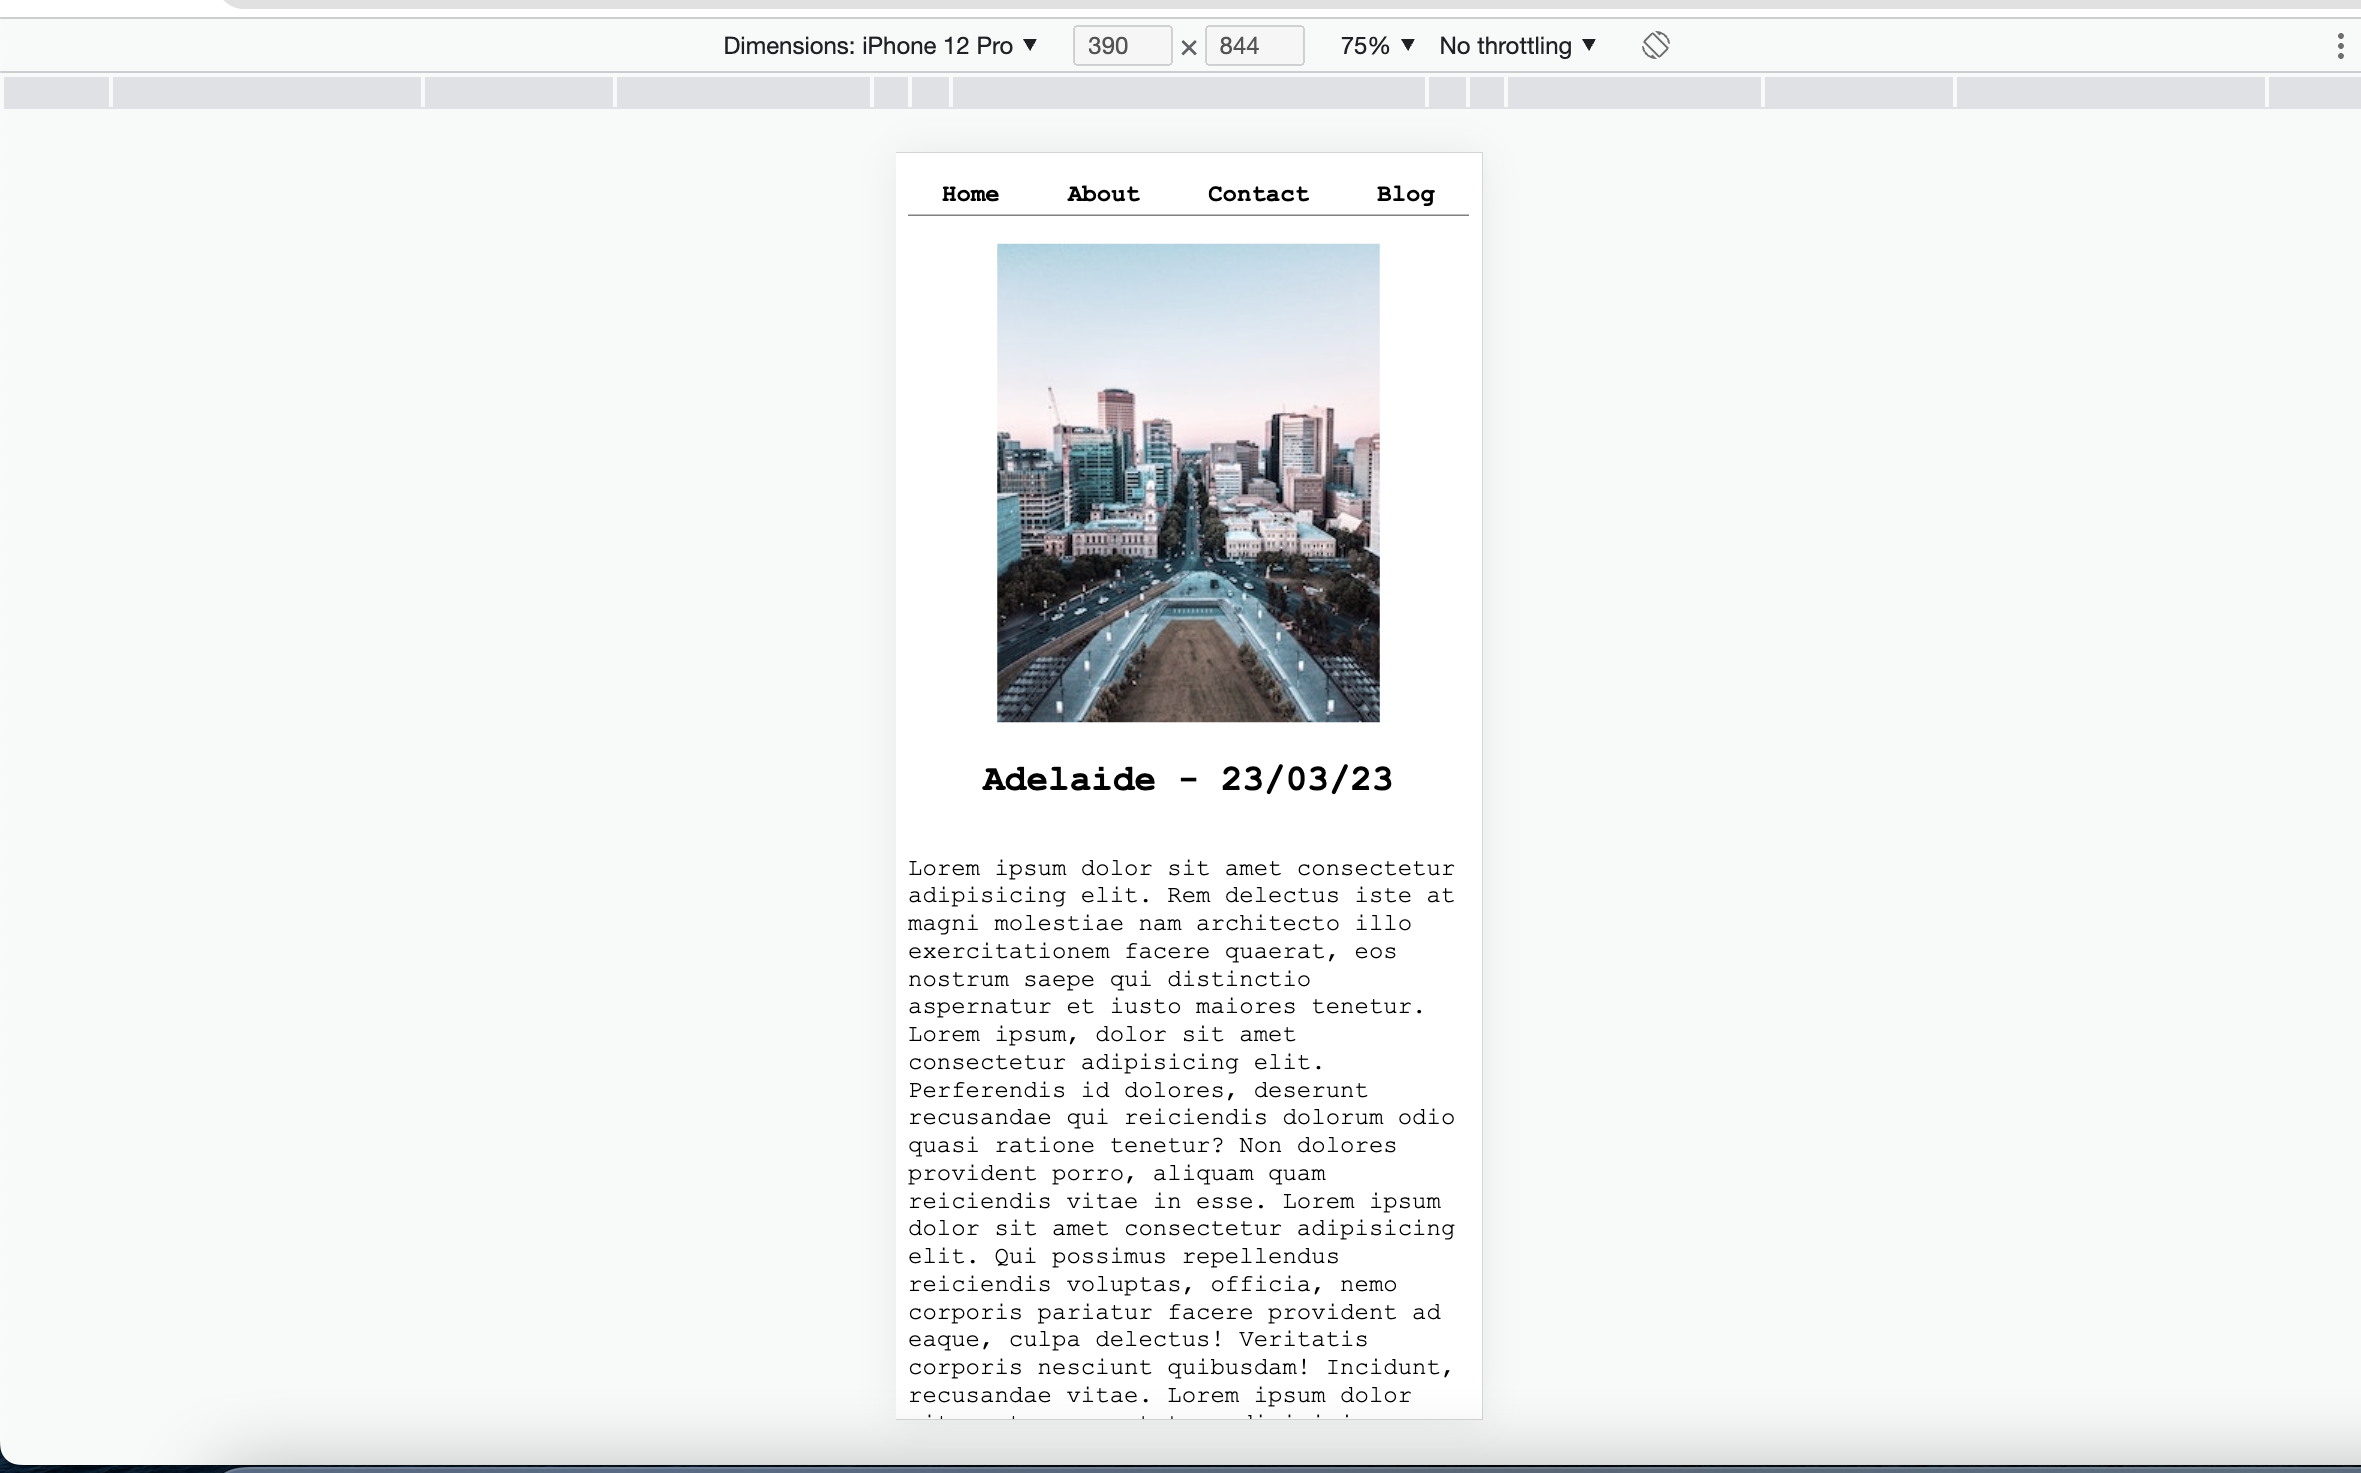 Dimensions: iPhone 12 Pro ▼ 390 × 844 75% ▼ No throttling ▼
Home About Contact Blog
Adelaide - 23/03/23
Lorem ipsum dolor sit amet consectetur
adipisicing elit. Rem delectus iste at
magni molestiae nam architecto illo
exercitationem facere quaerat, eos
nostrum saepe qui distinctio
aspernatur et iusto maiores tenetur.
Lorem ipsum, dolor sit amet
consectetur adipisicing elit.
Perferendis id dolores, deserunt
recusandae qui reiciendis dolorum odio
quasi ratione tenetur? Non dolores
provident porro, aliquam quam
reiciendis vitae in esse. Lorem ipsum
dolor sit amet consectetur adipisicing
elit. Qui possimus repellendus
reiciendis voluptas, officia, nemo
corporis pariatur facere provident ad
eaque, culpa delectus! Veritatis
corporis nesciunt quibusdam! Incidunt,
recusandae vitae. Lorem ipsum dolor